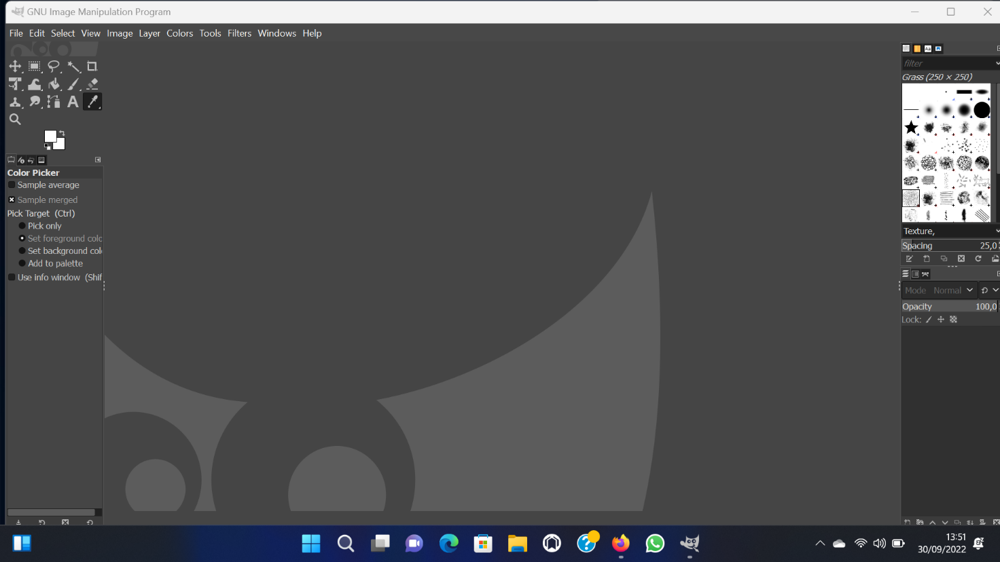 GNU Image Manipulation Program
File Edit Select View Image Layer Colors Tools Filters Windows Help
filter
Grass (250 × 250)
Color Picker
Sample average
Sample merged
Pick Target (Ctrl)
Pick only
Set foreground colo
Set background colo
Add to palette
Use info window (Shif
Texture,
Spacing 25,0
Mode Normal
Opacity 100,0
Lock:
13:51
30/09/2022